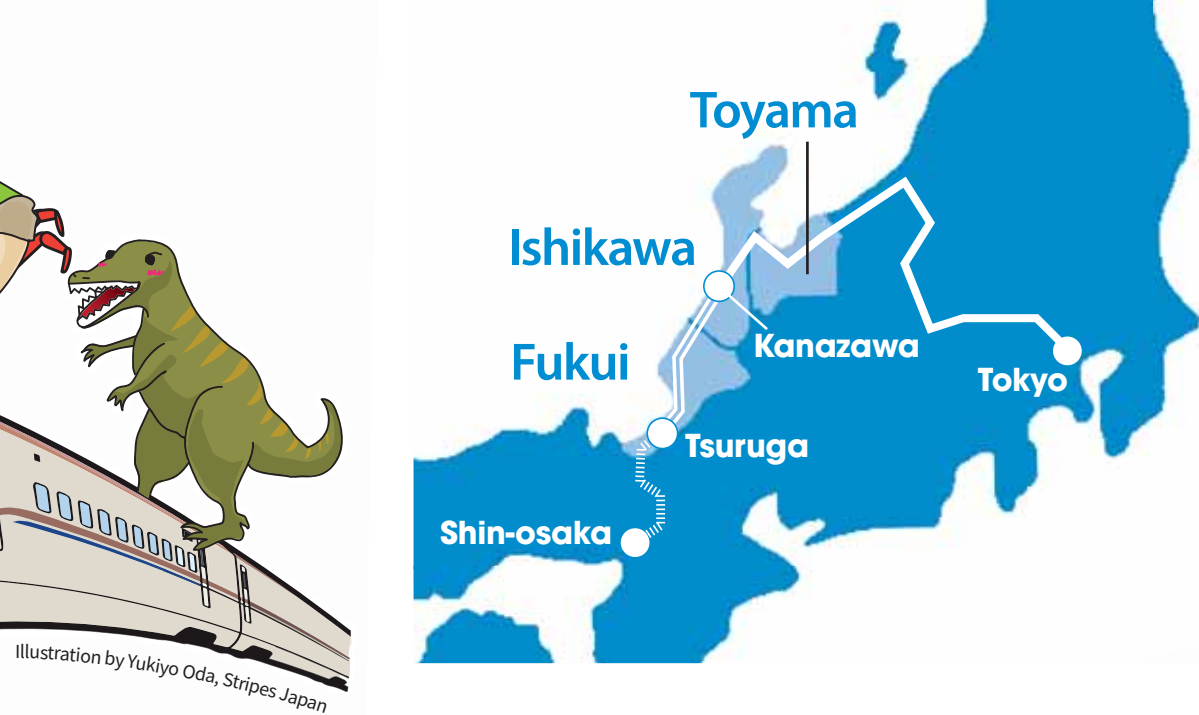 Toyama
Ishikawa
Kanazawa
Fukui
Tokyo
Tsuruga
Shin-osaka
Illustration by Yukiyo Oda, Stripes Japan